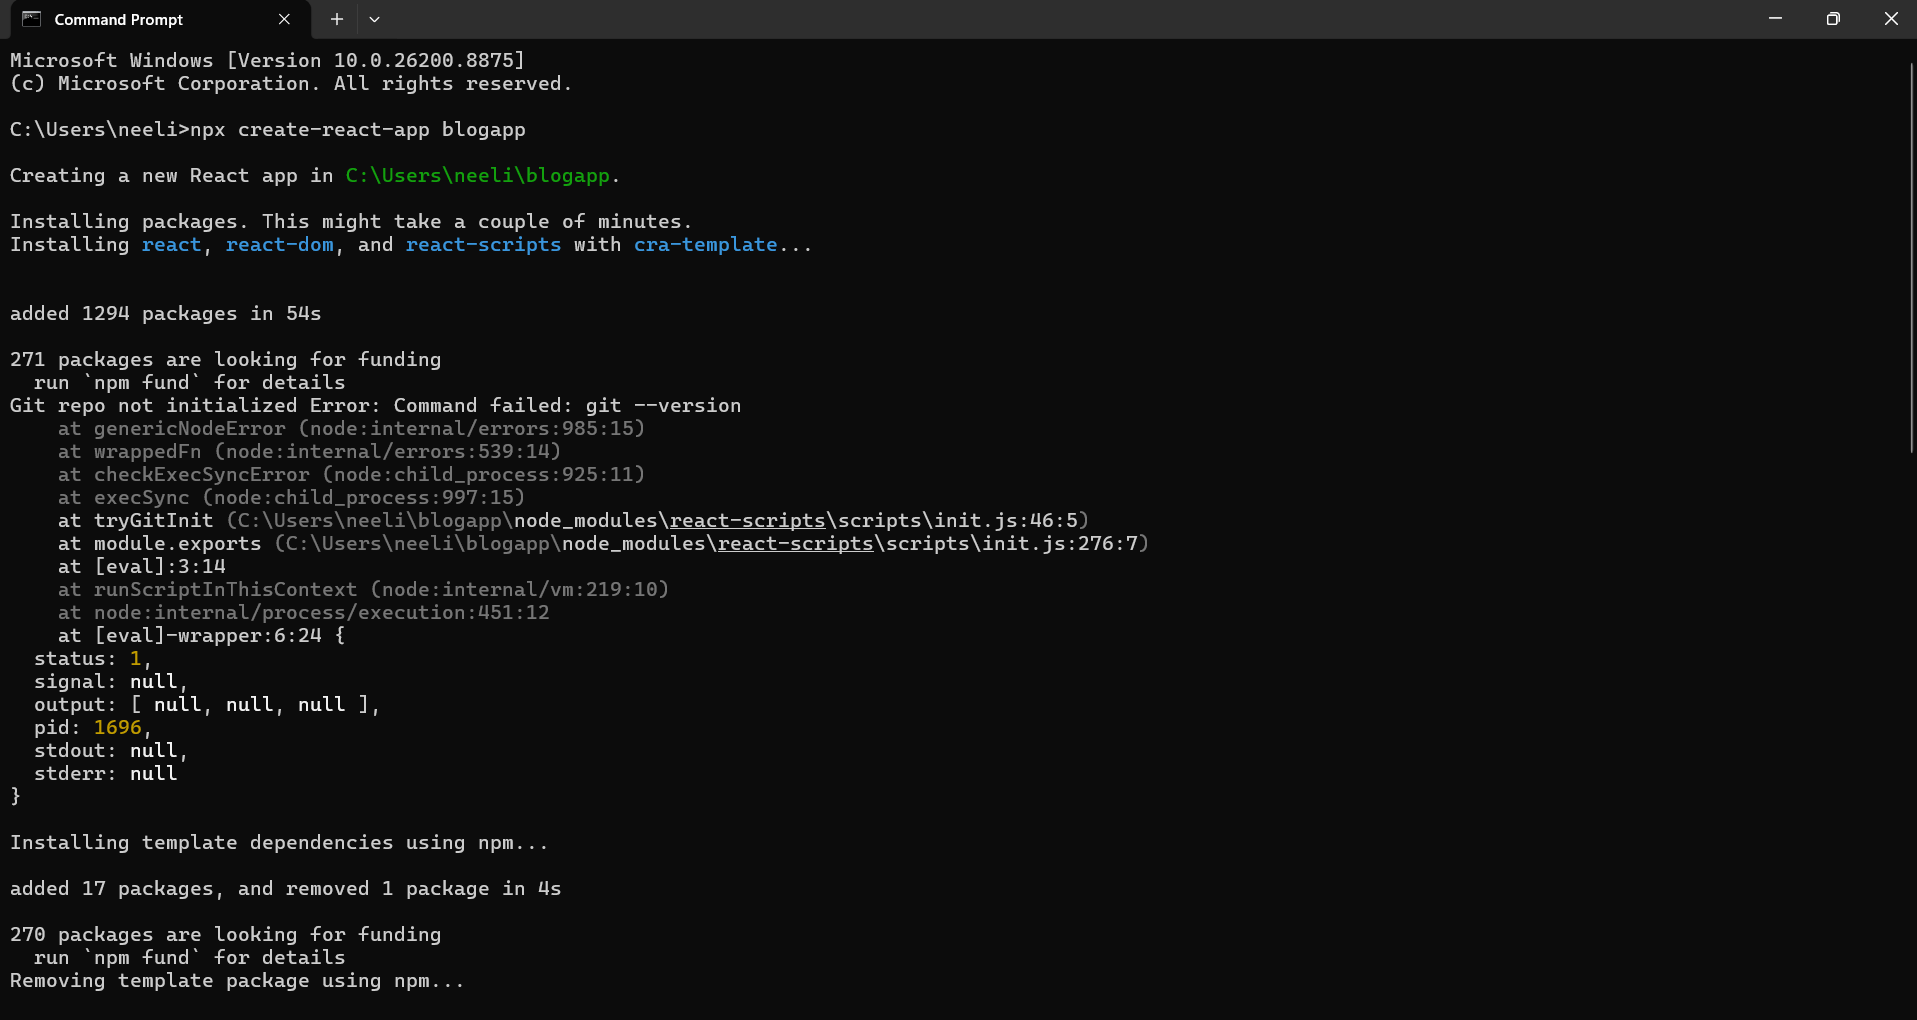 Command Prompt
Microsoft Windows [Version 10.0.26200.8875]
(c) Microsoft Corporation. All rights reserved.
C:\Users\neeli>npx create-react-app blogapp
Creating a new React app in C:\Users\neeli\blogapp.
Installing packages. This might take a couple of minutes.
Installing react, react-dom, and react-scripts with cra-template...
added 1294 packages in 54s
271 packages are looking for funding
  run `npm fund` for details
Git repo not initialized Error: Command failed: git --version
    at genericNodeError (node:internal/errors:985:15)
    at wrappedFn (node:internal/errors:539:14)
    at checkExecSyncError (node:child_process:925:11)
    at execSync (node:child_process:997:15)
    at tryGitInit (C:\Users\neeli\blogapp\node_modules\react-scripts\scripts\init.js:46:5)
    at module.exports (C:\Users\neeli\blogapp\node_modules\react-scripts\scripts\init.js:276:7)
    at [eval]:3:14
    at runScriptInThisContext (node:internal/vm:219:10)
    at node:internal/process/execution:451:12
    at [eval]-wrapper:6:24 {
  status: 1,
  signal: null,
  output: [ null, null, null ],
  pid: 1696,
  stdout: null,
  stderr: null
}
Installing template dependencies using npm...
added 17 packages, and removed 1 package in 4s
270 packages are looking for funding
  run `npm fund` for details
Removing template package using npm...